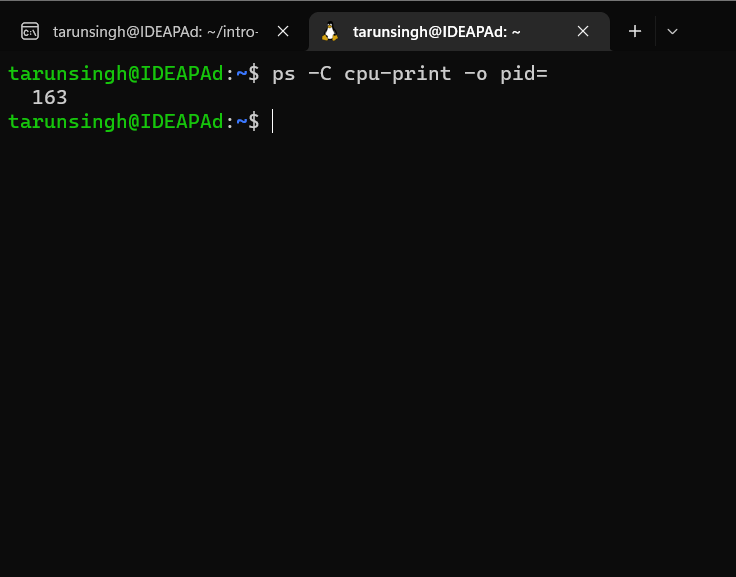 tarunsingh@IDEAPAd: ~/intro-
tarunsingh@IDEAPAd: ~
tarunsingh@IDEAPAd:~$ ps -C cpu-print -o pid=
163
tarunsingh@IDEAPAd:~$